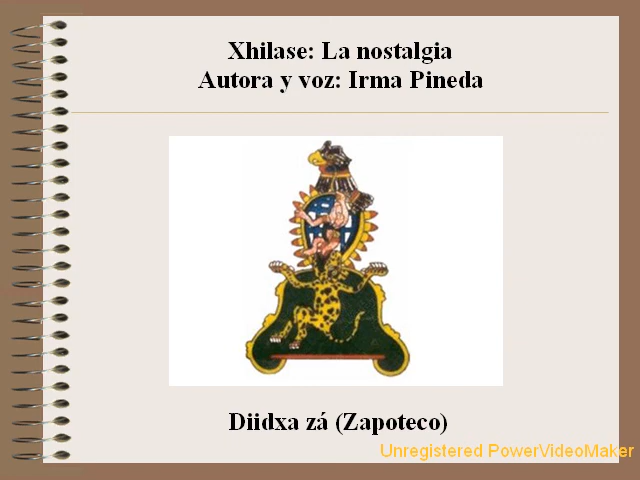 Xhilase: La nostalgia
Autora y voz: Irma Pineda
Diidxa zá (Zapoteco)
Unregistered PowerVideoMaker